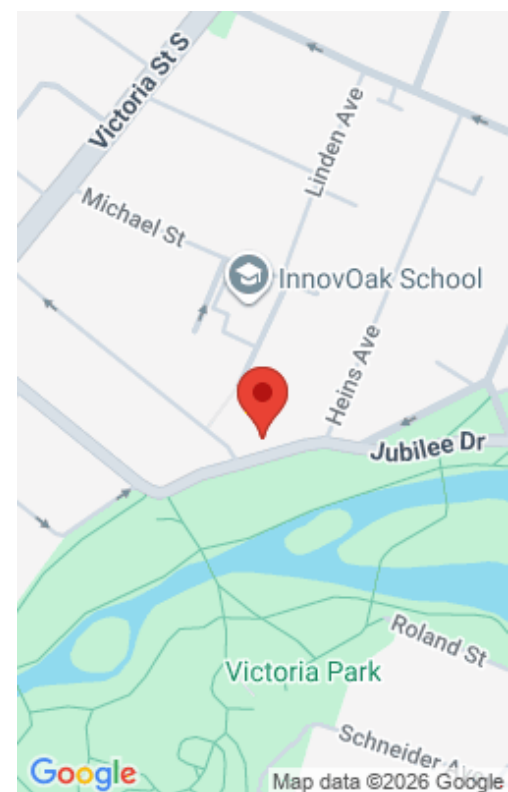 Victoria St S
Linden Ave
Michael St
InnovOak School
Heins Ave
Jubilee Dr
Roland St
Victoria Park
Schneider Ave
Google
Map data ©2026 Google